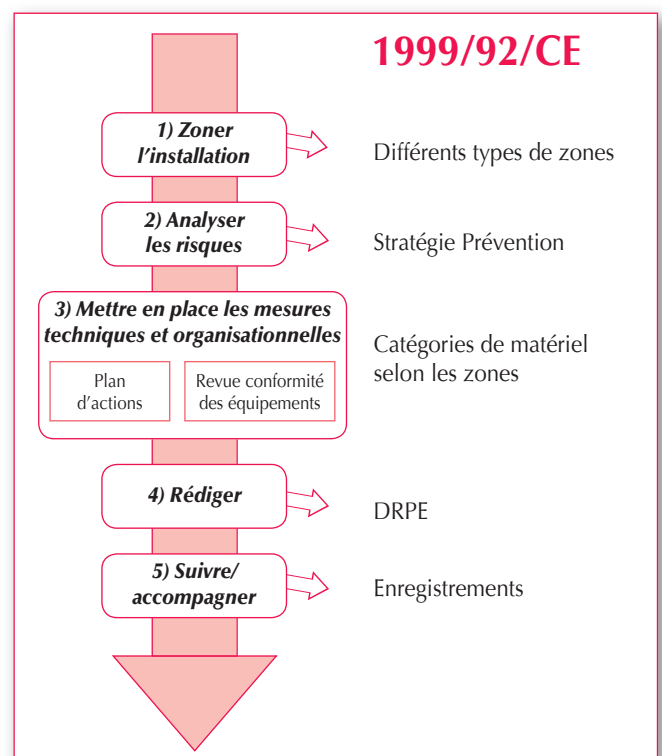 1999/92/CE
1) Zoner
l'installation
Différents types de zones
2) Analyser
les risques
Stratégie Prévention
3) Mettre en place les mesures
techniques et organisationnelles
Plan
d'actions
Revue conformité
des équipements
Catégories de matériel
selon les zones
4) Rédiger
DRPE
5) Suivre/
accompagner
Enregistrements